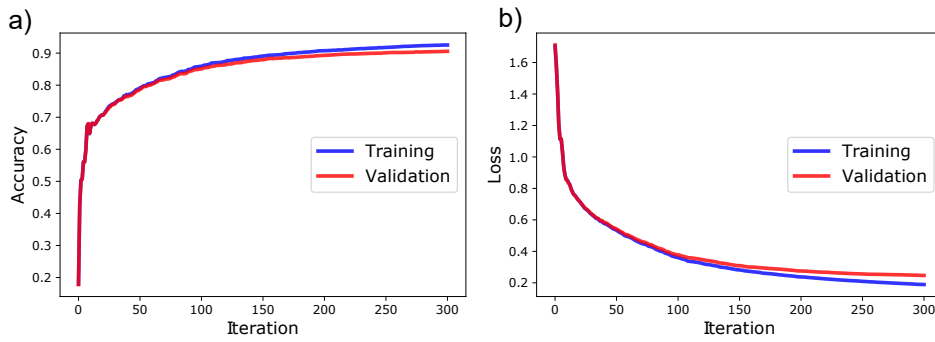 a)
Accuracy
0.9
0.8
0.7
0.6
0.5
0.4
0.3
0.2
0 50 100 150 200 250 300
Iteration
Training
Validation
b)
Loss
1.6
1.4
1.2
1.0
0.8
0.6
0.4
0.2
0 50 100 150 200 250 300
Iteration
Training
Validation